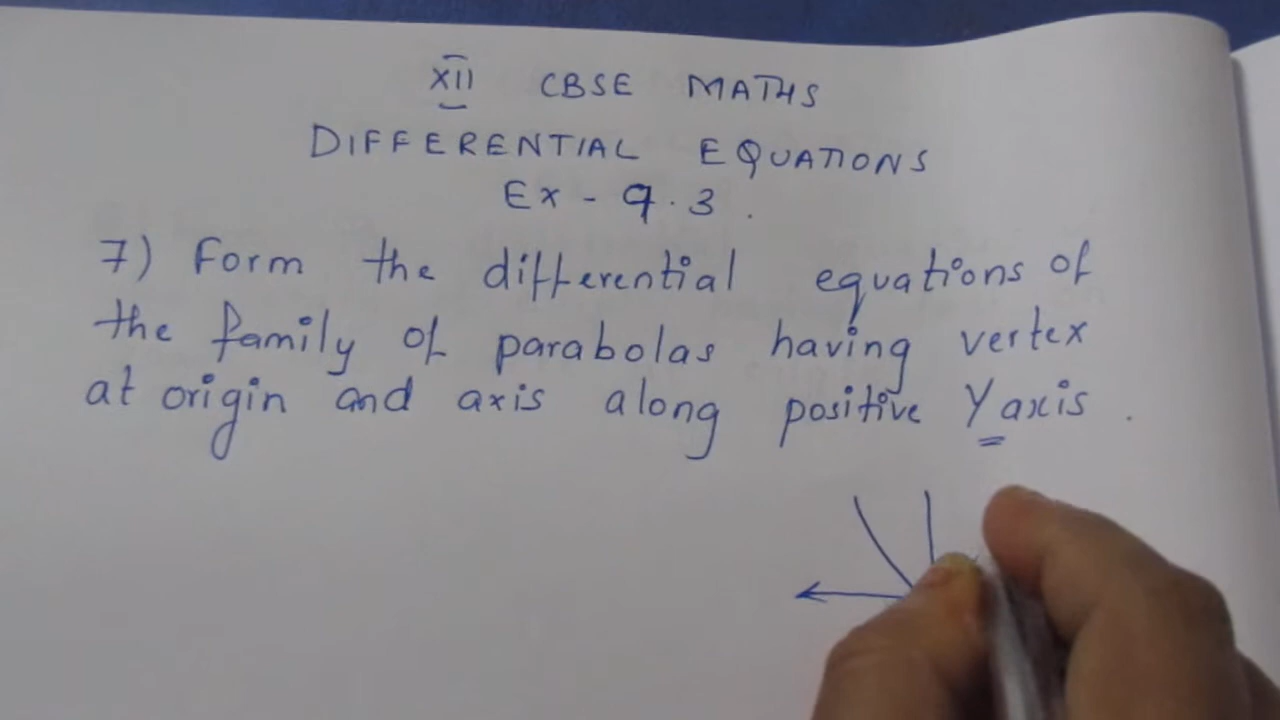 XII CBSE MATHS
DIFFERENTIAL EQUATIONS
Ex - 9.3.
7) Form the differential equations of
the family of parabolas having vertex
at origin and axis along positive Y axis.